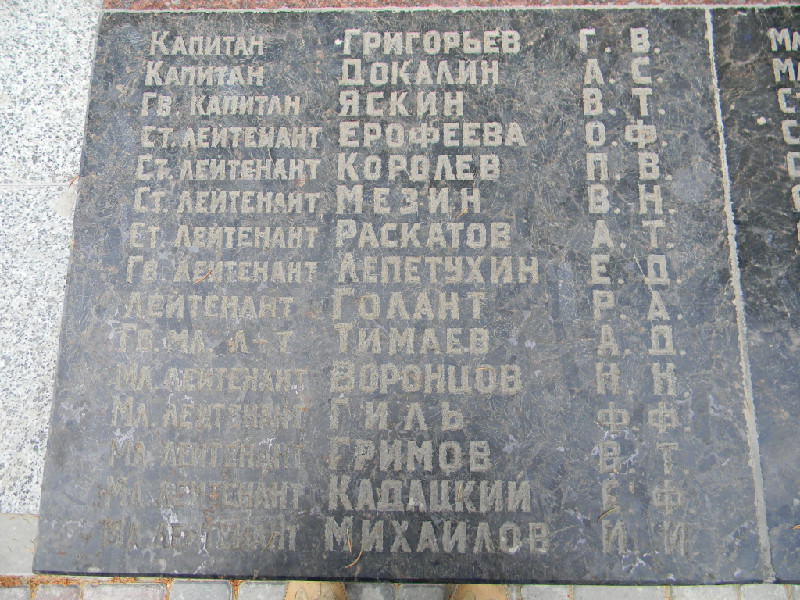 Капитан Григорьев Г. В.
Капитан Докалин А. С.
Гв. капитан Яскин В. Т.
Ст. лейтенант Ерофеева О. Ф.
Ст. лейтенант Королев П. В.
Ст. лейтенант Мезин В. Н.
Ст. лейтенант Раскатов А. Т.
Гв. лейтенант Лепетухин Е. Д.
Лейтенант Голант Р. А.
Гв. мл. л-т Тимаев А. Д.
Мл. лейтенант Воронцов Н. К.
Мл. лейтенант Гиль Ф. Ф.
Мл. лейтенант Гримов В. Т
Мл. лейтенант Кадацкий Е Ф
Мл. лейтенант Михайлов И И